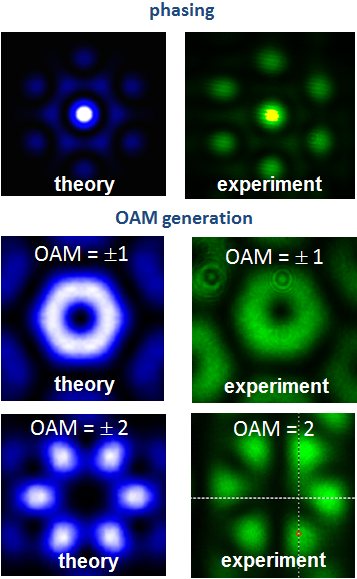 phasing
theory
experiment
OAM generation
OAM = ±1
OAM = ± 1
theory
experiment
OAM = ± 2
OAM = 2
theory
experiment